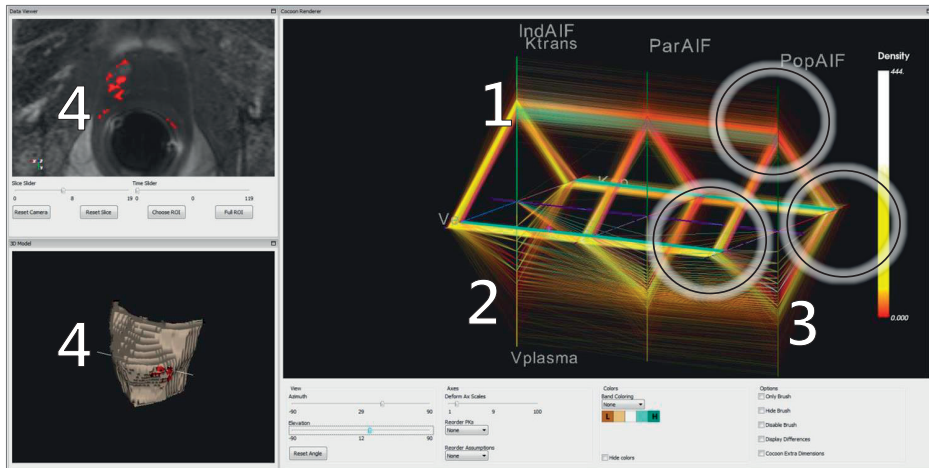 Data Viewer
4
Slice Slider
Time Slider
0 8 19 0 0 119
Reset Camera
Reset Slice
Choose ROI
Full ROI
3D Model
4
Cocoon Renderer
IndAIF
Ktrans
ParAIF
PopAIF
Density
444.
1
2
3
0.000
Vplasma
View
Azimuth
-90 28 90
Elevation
-90 12 90
Reset Angle
Axes
Deform Ax Scales
1 9 100
Reorder PKs
None
Reorder Assumptions
None
Colors
Band Coloring
None
L H
Hide colors
Options
Only Brush
Hide Brush
Disable Brush
Display Differences
Cocoon Extra Dimensions